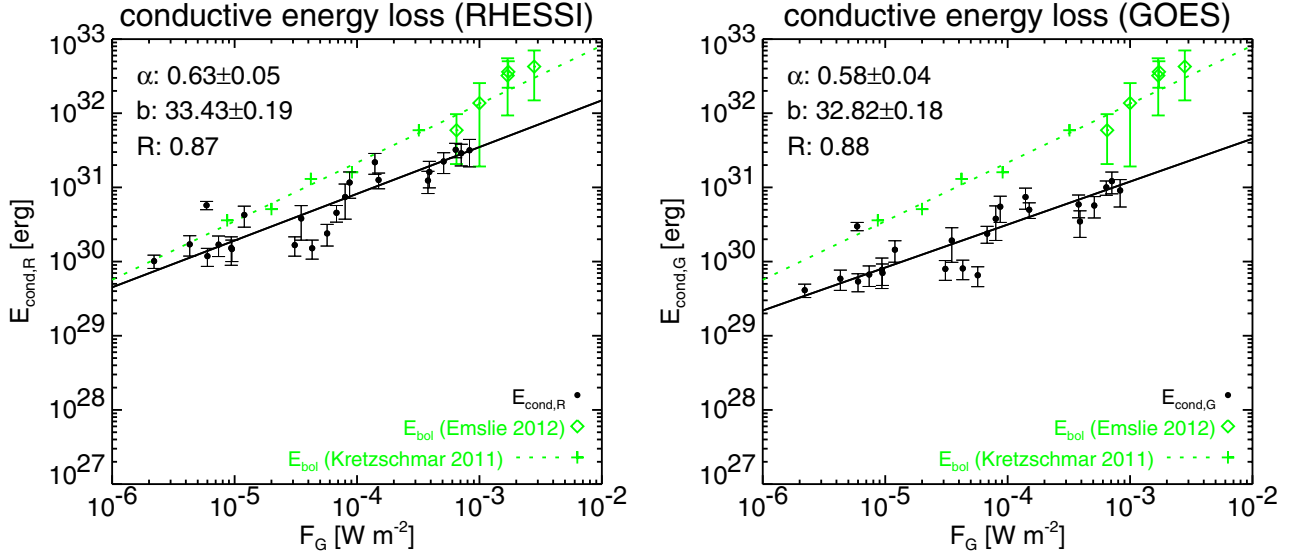 conductive energy loss (RHESSI)
10^33
10^32
10^31
10^30
10^29
10^28
10^27
E_cond,R [erg]
α: 0.63±0.05
b: 33.43±0.19
R: 0.87
E_cond,R
E_bol (Emslie 2012)
E_bol (Kretzschmar 2011)
10^-6 10^-5 10^-4 10^-3 10^-2
F_G [W m^-2]
conductive energy loss (GOES)
10^33
10^32
10^31
10^30
10^29
10^28
10^27
E_cond,G [erg]
α: 0.58±0.04
b: 32.82±0.18
R: 0.88
E_cond,G
E_bol (Emslie 2012)
E_bol (Kretzschmar 2011)
10^-6 10^-5 10^-4 10^-3 10^-2
F_G [W m^-2]